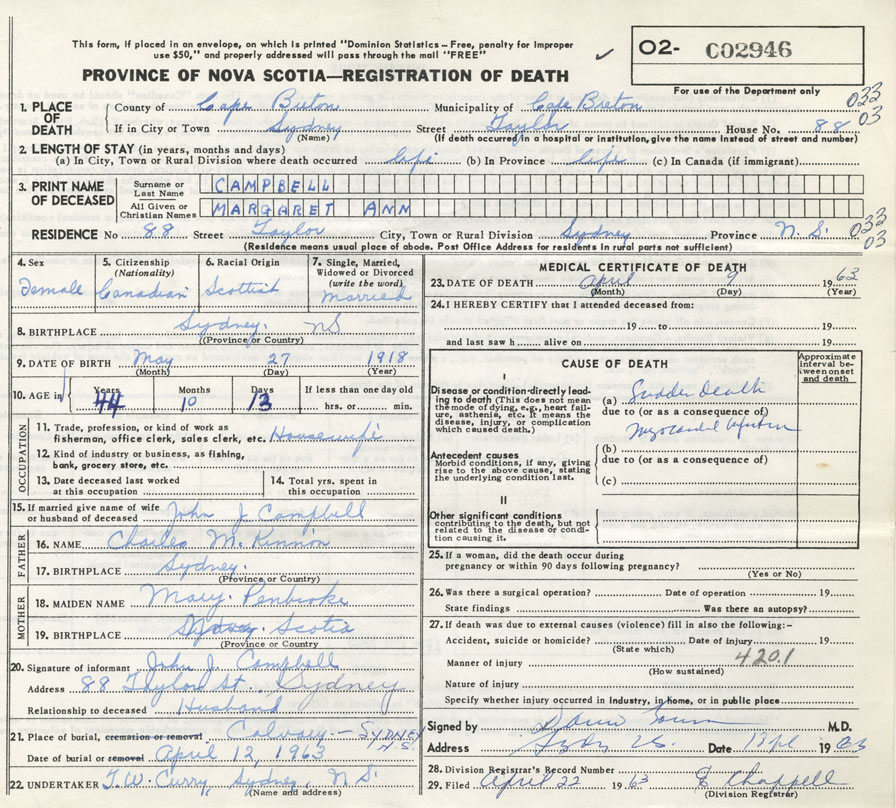 This form, if placed in an envelope, on which is printed "Dominion Statistics – Free, penalty for improper
use $50," and properly addressed will pass through the mail "FREE"
✓
O2- C02946
PROVINCE OF NOVA SCOTIA—REGISTRATION OF DEATH
For use of the Department only
033
03
1. PLACE OF DEATH
County of Cape Breton Municipality of Cape Breton
If in City or Town Sydney Street Taylor House No. 88
(Name) (If death occurred in a hospital or institution, give the name instead of street and number)
2. LENGTH OF STAY (in years, months and days)
(a) In City, Town or Rural Division where death occurred life (b) In Province life (c) In Canada (if immigrant)
3. PRINT NAME OF DECEASED
Surname or Last Name CAMPBELL
All Given or Christian Names MARGARET ANN
RESIDENCE No 88 Street Taylor City, Town or Rural Division Sydney Province N.S.
033
03
(Residence means usual place of abode. Post Office Address for residents in rural parts not sufficient)
4. Sex
Female
5. Citizenship
(Nationality)
Canadian
6. Racial Origin
Scottish
7. Single, Married,
Widowed or Divorced
(write the word)
Married
8. BIRTHPLACE Sydney. NS
(Province or Country)
9. DATE OF BIRTH May 27 1918
(Month) (Day) (Year)
10. AGE in
Years 44 Months 10 Days 13
If less than one day old
hrs. or min.
OCCUPATION
11. Trade, profession, or kind of work as
fisherman, office clerk, sales clerk, etc. Housewife
12. Kind of industry or business, as fishing,
bank, grocery store, etc.
13. Date deceased last worked
at this occupation
14. Total yrs. spent in
this occupation
15. If married give name of wife
or husband of deceased John J Campbell
FATHER
16. NAME Charles McKinnon
17. BIRTHPLACE Sydney.
(Province or Country)
MOTHER
18. MAIDEN NAME Mary. Penbroke
19. BIRTHPLACE Scotia
(Province or Country)
20. Signature of informant John J. Campbell
Address 88 Taylor St. Sydney
Relationship to deceased Husband
21. Place of burial, cremation or removal Calvary – SYDNEY
N.S.
Date of burial or removal April 12, 1963
22. UNDERTAKER T.W. Curry, Sydney, N S.
(Name and address)
MEDICAL CERTIFICATE OF DEATH
23. DATE OF DEATH April 9 1963
(Month) (Day) (Year)
24. I HEREBY CERTIFY that I attended deceased from:
19 to 19
and last saw h alive on 19
CAUSE OF DEATH
Approximate
interval be-
tween onset
and death
I
Disease or condition directly lead-
ing to death (This does not mean
the mode of dying, e.g., heart fail-
ure, asthenia, etc. It means the
disease, injury, or complication
which caused death.)
(a) Sudden Death
due to (or as a consequence of)
Antecedent causes
Morbid conditions, if any, giving
rise to the above cause, stating
the underlying condition last.
(b)
due to (or as a consequence of)
(c)
II
Other significant conditions
contributing to the death, but not
related to the disease or condi-
tion causing it.
25. If a woman, did the death occur during
pregnancy or within 90 days following pregnancy?
(Yes or No)
26. Was there a surgical operation? Date of operation 19
State findings Was there an autopsy?
27. If death was due to external causes (violence) fill in also the following:–
Accident, suicide or homicide? Date of injury 19
(State which)
Manner of injury 420.1
(How sustained)
Nature of injury
Specify whether injury occurred in Industry, in home, or in public place
Signed by M.D.
Address Date 1963
28. Division Registrar's Record Number
29. Filed April 22 1963 E Chappell
(Division Registrar)